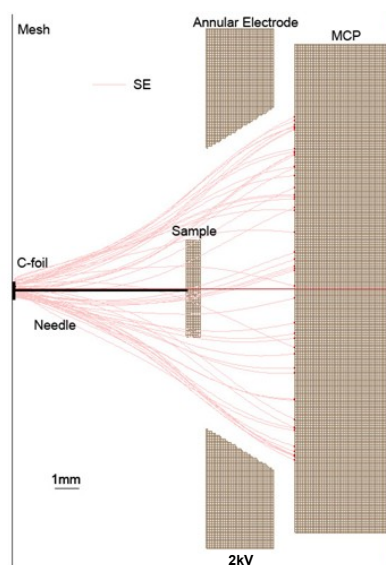 Annular Electrode
MCP
Mesh
SE
Sample
C-foil
Needle
1mm
2kV